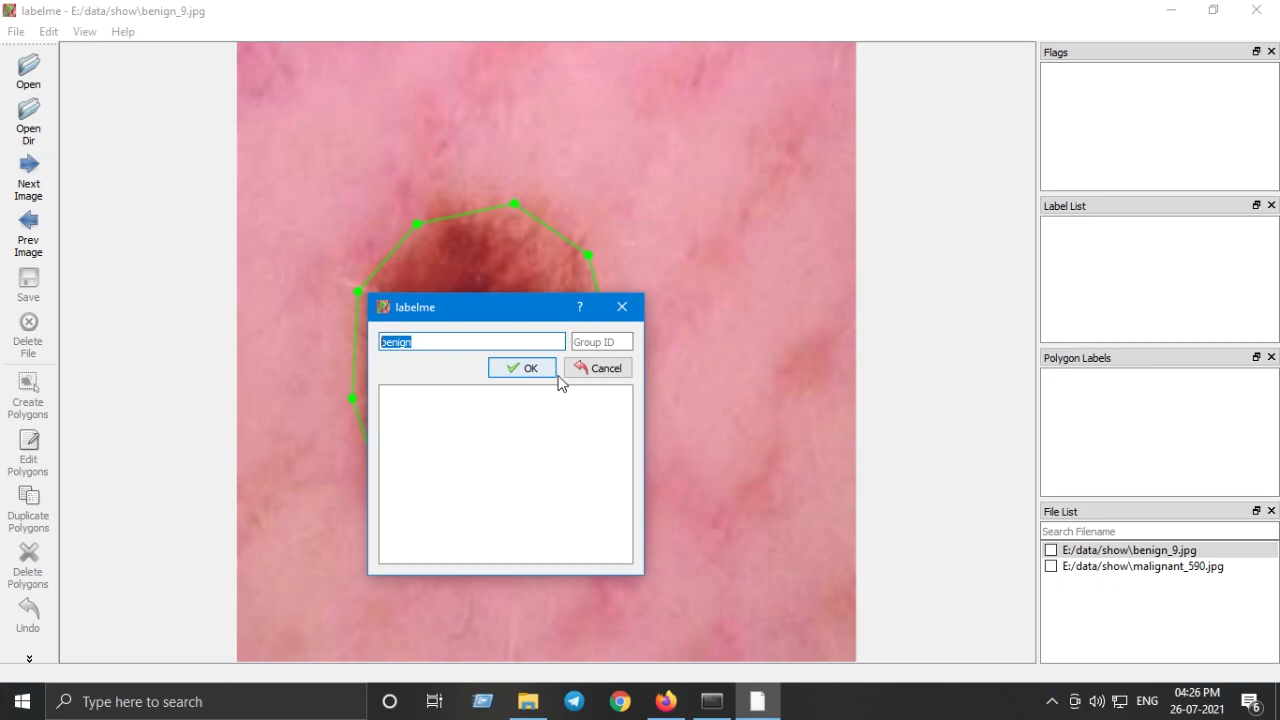 labelme - E:/data/show\benign_9.jpg
File Edit View Help
Open
Open
Dir
Next
Image
Prev
Image
Save
Delete
File
Create
Polygons
Edit
Polygons
Duplicate
Polygons
Delete
Polygons
Undo
labelme
?
benign
Group ID
OK
Cancel
Flags
Label List
Polygon Labels
File List
Search Filename
E:/data/show\benign_9.jpg
E:/data/show\malignant_590.jpg
Type here to search
ENG
04:26 PM
26-07-2021
6